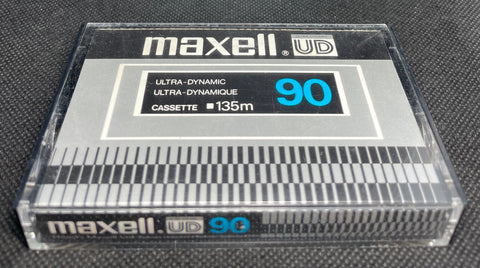 maxell® UD
ULTRA-DYNAMIC
ULTRA-DYNAMIQUE
CASSETTE ■ 135m
90
maxell. UD 90